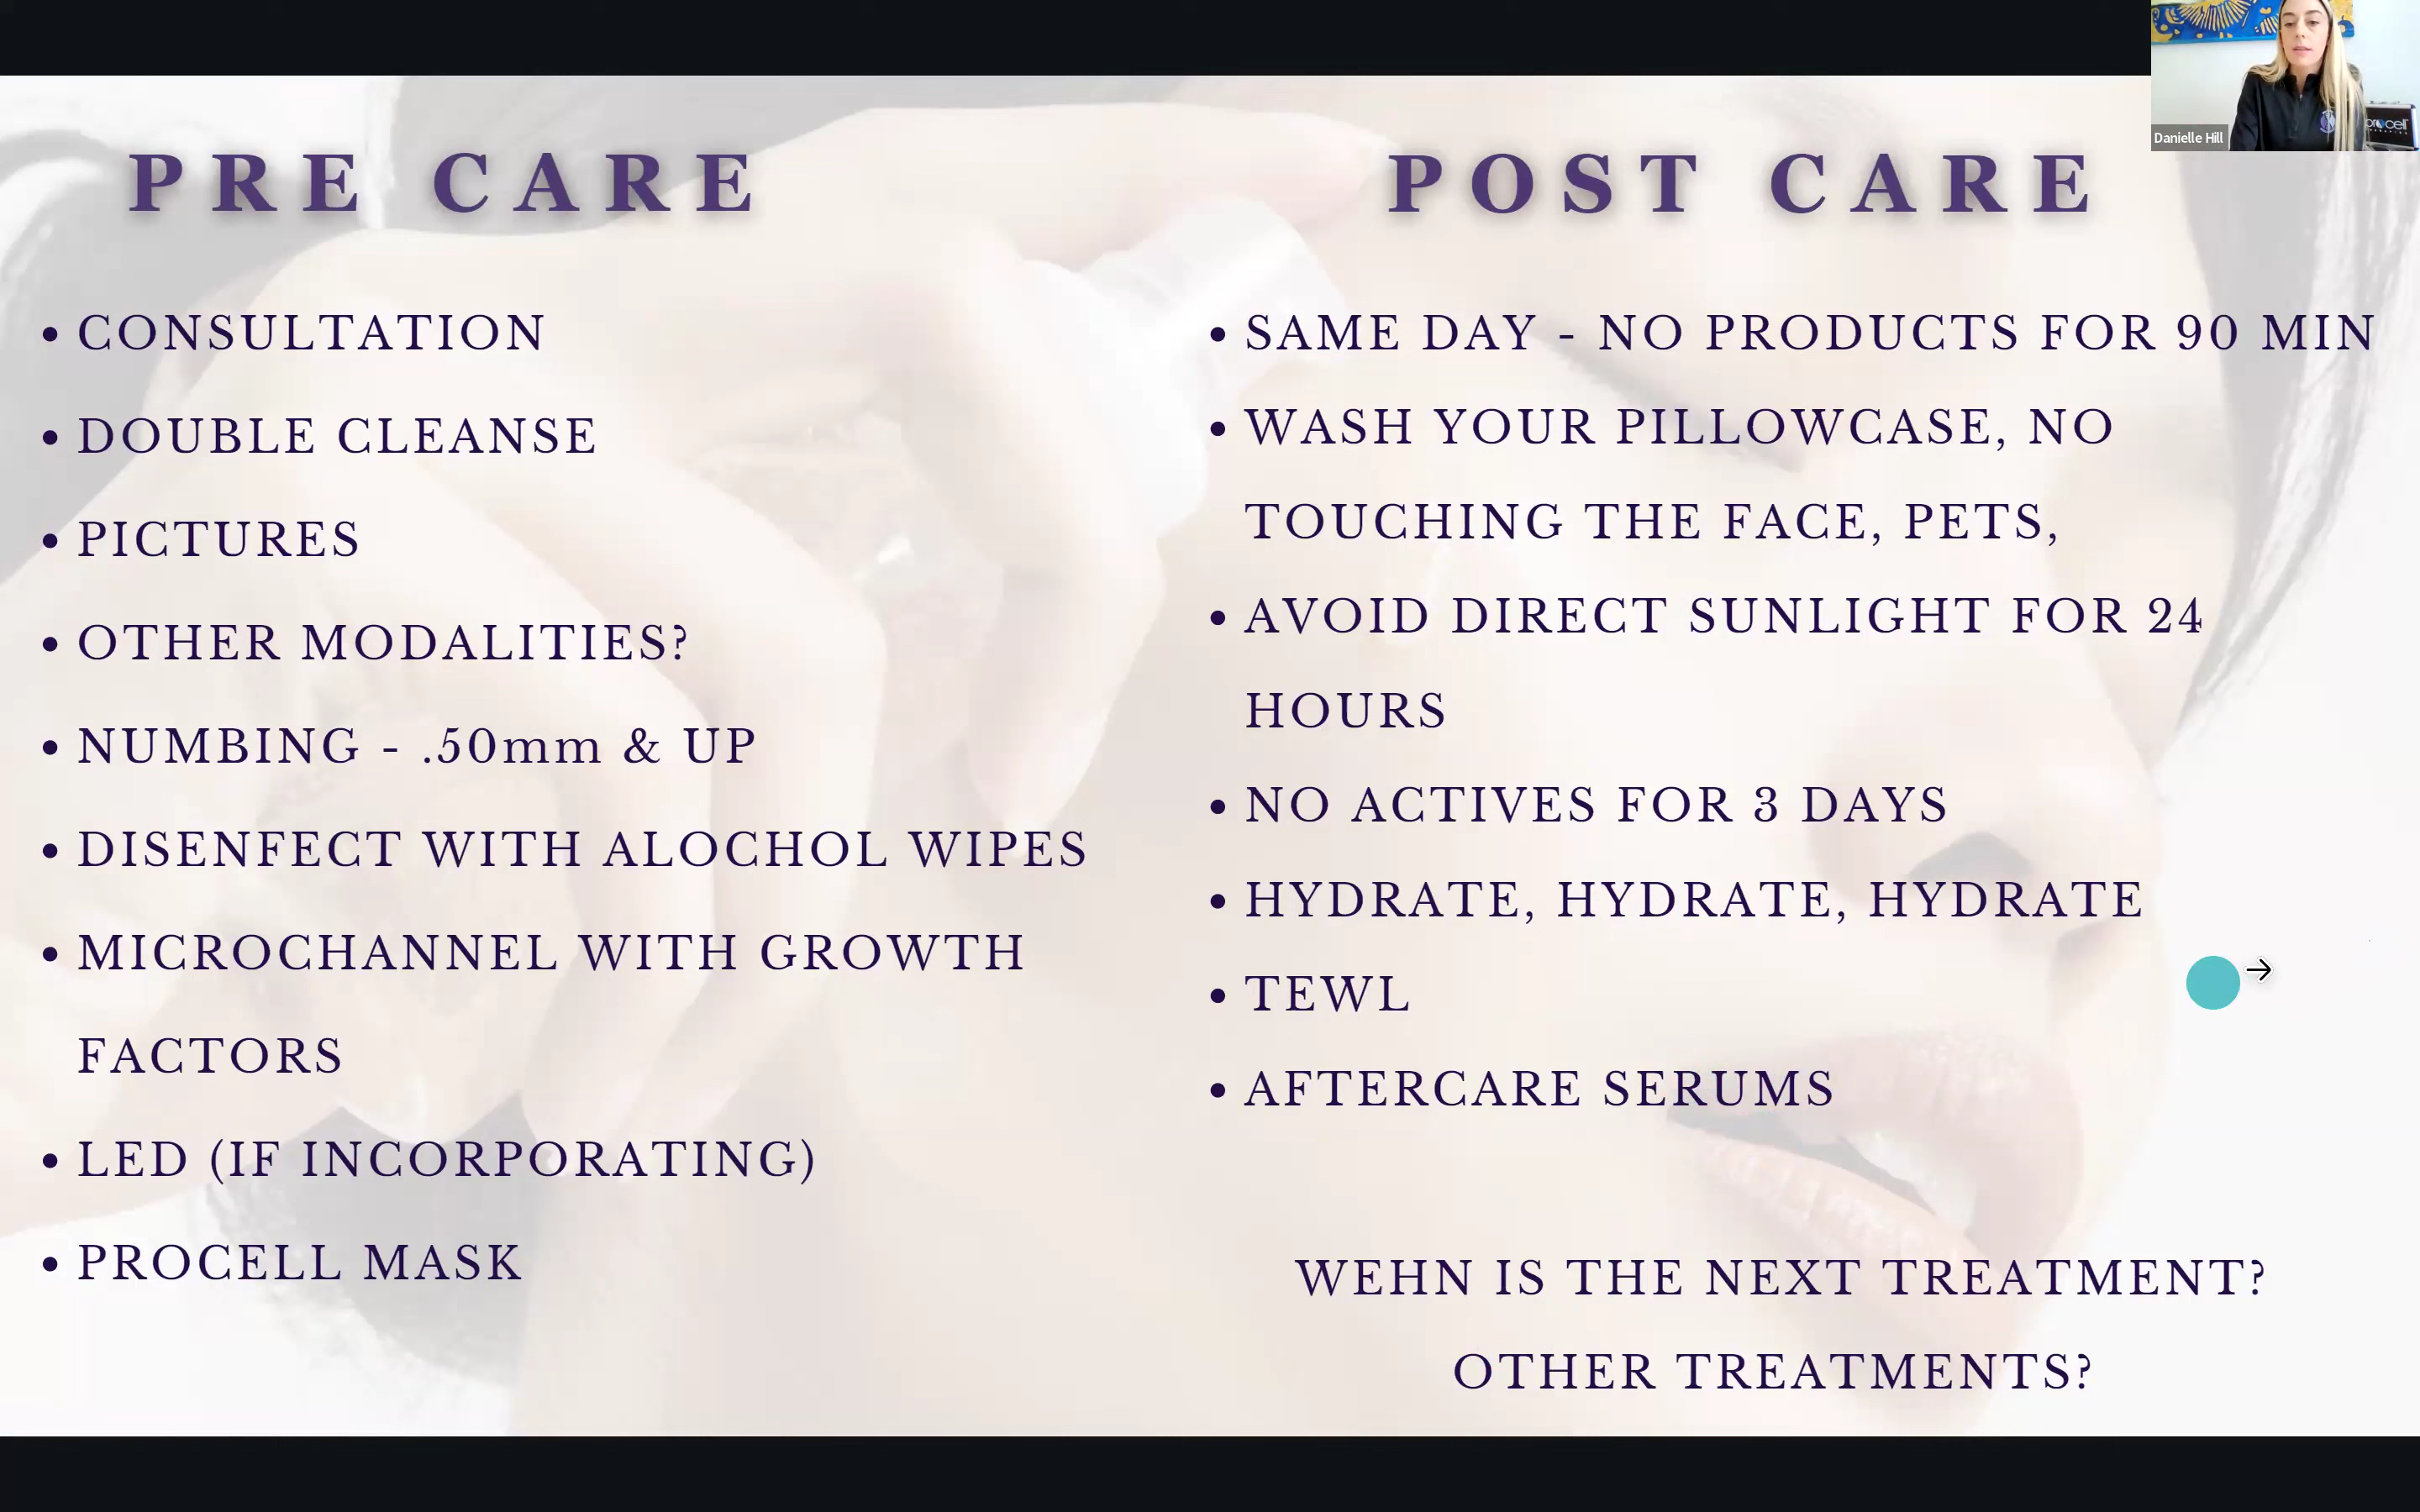 PRE CARE
• CONSULTATION
• DOUBLE CLEANSE
• PICTURES
• OTHER MODALITIES?
• NUMBING - .50mm & UP
• DISENFECT WITH ALOCHOL WIPES
• MICROCHANNEL WITH GROWTH
FACTORS
• LED (IF INCORPORATING)
• PROCELL MASK
POST CARE
• SAME DAY - NO PRODUCTS FOR 90 MIN
• WASH YOUR PILLOWCASE, NO
TOUCHING THE FACE, PETS,
• AVOID DIRECT SUNLIGHT FOR 24
HOURS
• NO ACTIVES FOR 3 DAYS
• HYDRATE, HYDRATE, HYDRATE
• TEWL
• AFTERCARE SERUMS
WEHN IS THE NEXT TREATMENT?
OTHER TREATMENTS?
Danielle Hill
procell